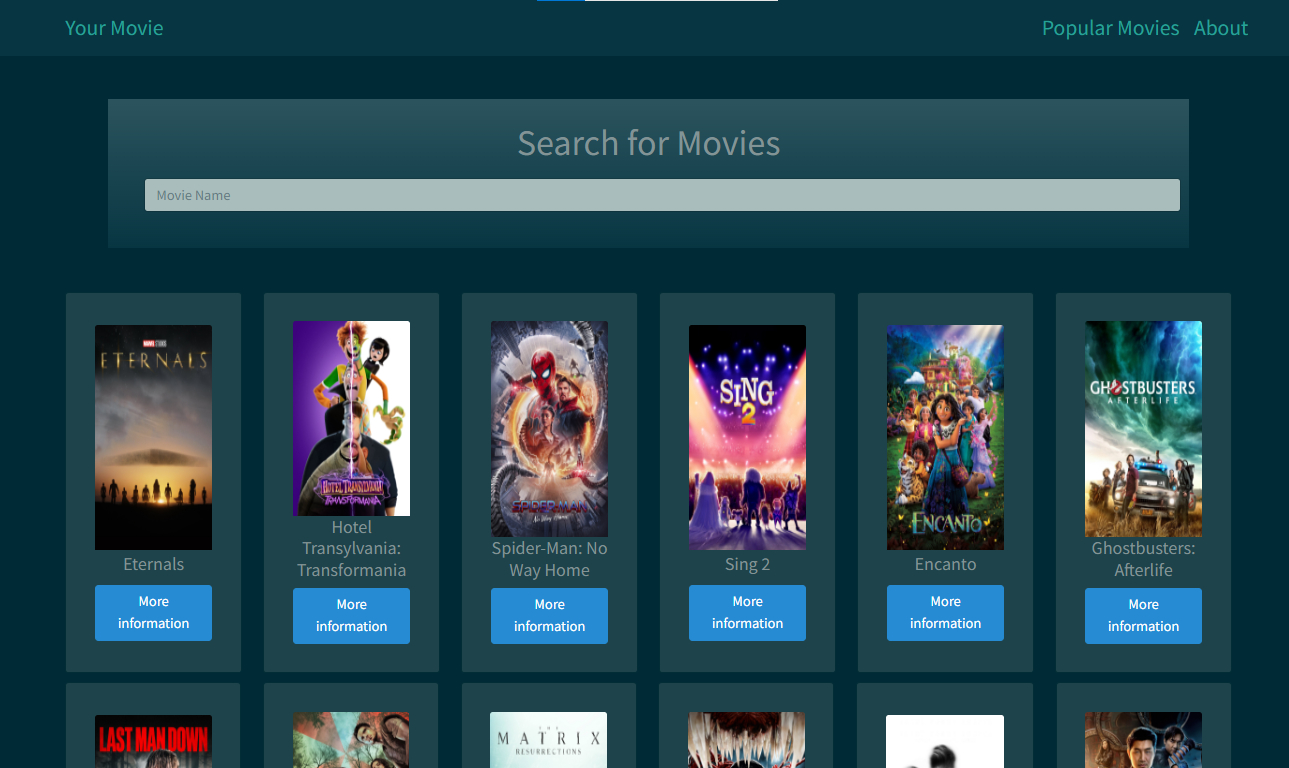 Your Movie
Popular Movies
About
Search for Movies
Movie Name
MARVEL STUDIOS
ETERNALS
HOTEL TRANSYLVANIA
TRANSFORMANIA
SPIDER-MAN
No Way Home
SING
2
ENCANTO
GHOSTBUSTERS
AFTERLIFE
Eternals
Hotel
Transylvania:
Transformania
Spider-Man: No
Way Home
Sing 2
Encanto
Ghostbusters:
Afterlife
More
information
More
information
More
information
More
information
More
information
More
information
LAST MAN DOWN
THE
MATRIX
RESURRECTIONS